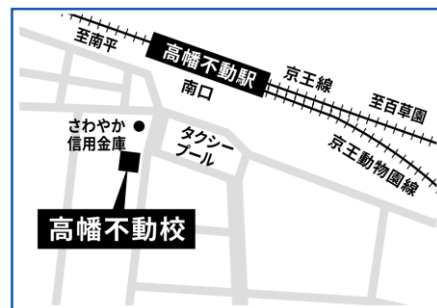 至南平
高幡不動駅
京王線
至百草園
南口
京王動物園線
さわやか
信用金庫
タクシー
プール
高幡不動校